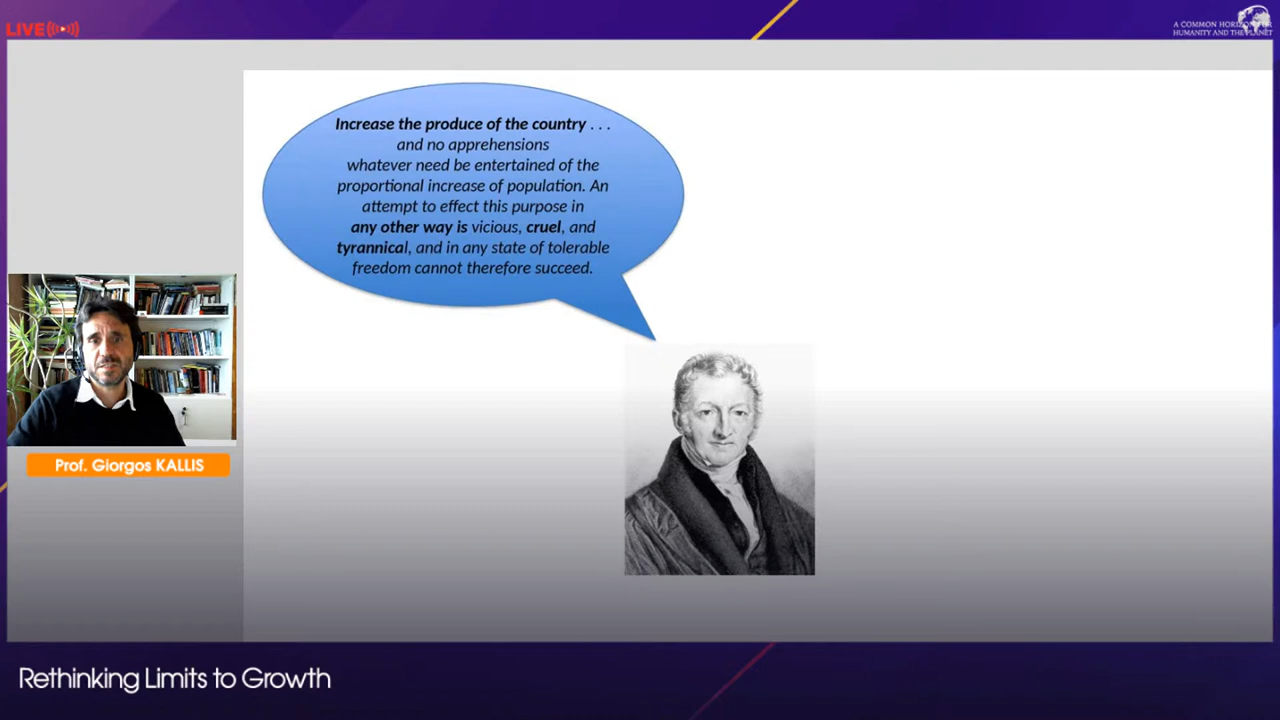 LIVE
A COMMON HORIZON FOR
HUMANITY AND THE PLANET
Increase the produce of the country . . .
and no apprehensions
whatever need be entertained of the
proportional increase of population. An
attempt to effect this purpose in
any other way is vicious, cruel, and
tyrannical, and in any state of tolerable
freedom cannot therefore succeed.
Prof. Giorgos KALLIS
Rethinking Limits to Growth